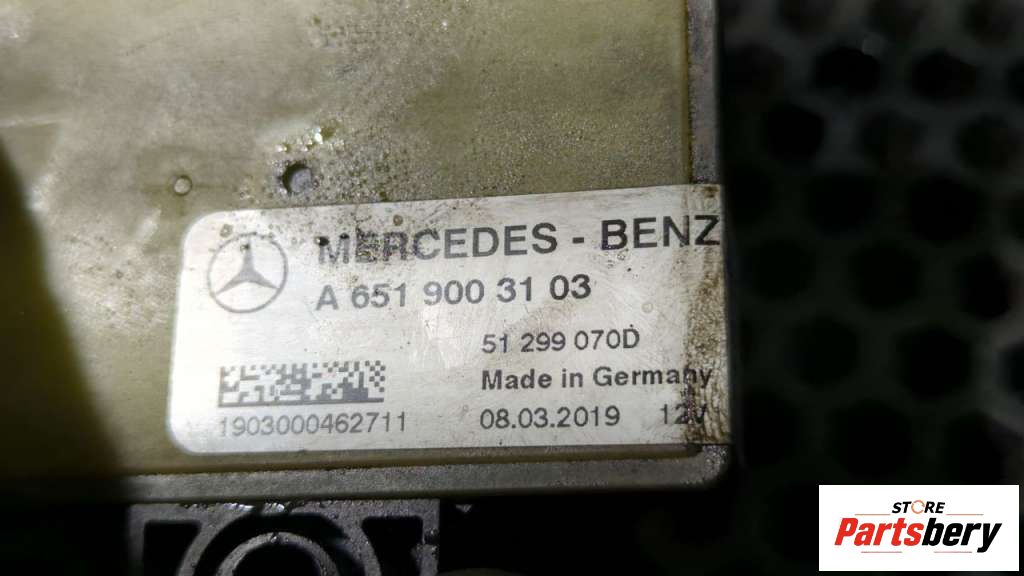 MERCEDES - BENZ
A 651 900 31 03
51 299 070D
Made in Germany
1903000462711
08.03.2019 12V
STORE
Partsbery